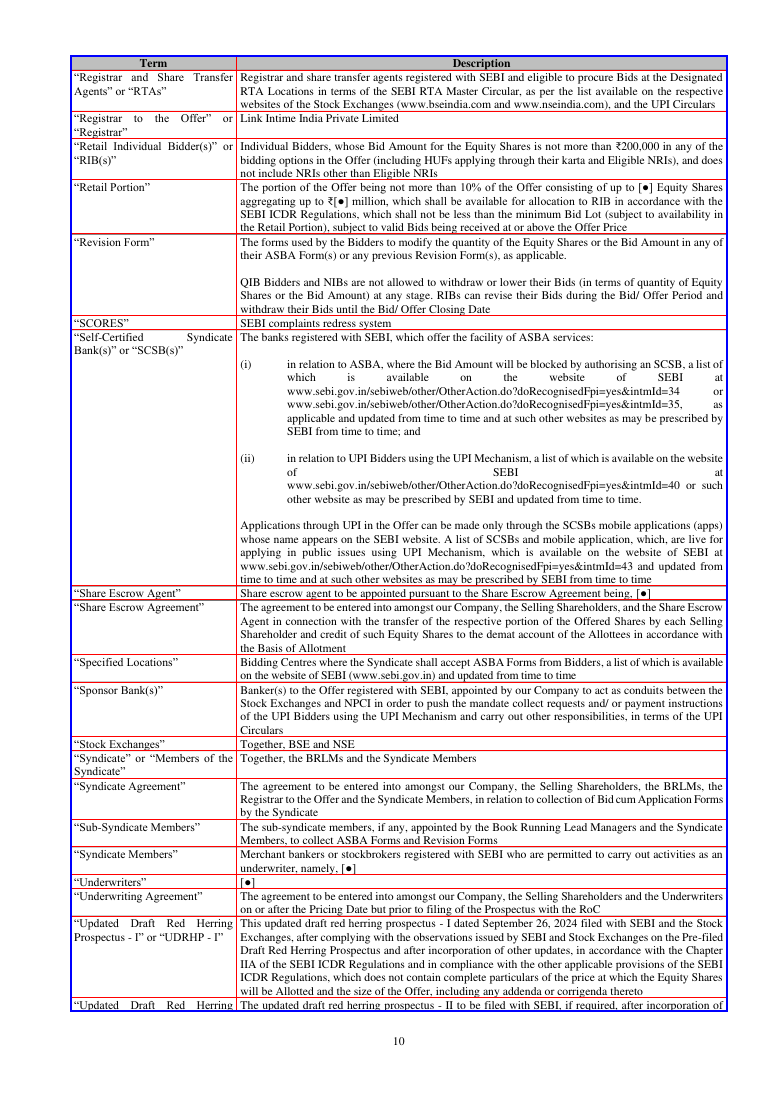 Term Description
“Registrar and Share Transfer Registrar and share transfer agents registered with SEBI and eligible to procure Bids at the Designated
Agents” or “RTAs” RTA Locations in terms of the SEBI RTA Master Circular, as per the list available on the respective
websites of the Stock Exchanges (www.bseindia.com and www.nseindia.com), and the UPI Circulars
“Registrar to the Offer” or Link Intime India Private Limited
“Registrar”
“Retail Individual Bidder(s)” or Individual Bidders, whose Bid Amount for the Equity Shares is not more than ₹200,000 in any of the
“RIB(s)” bidding options in the Offer (including HUFs applying through their karta and Eligible NRIs), and does
not include NRIs other than Eligible NRIs
“Retail Portion” The portion of the Offer being not more than 10% of the Offer consisting of up to [●] Equity Shares
aggregating up to ₹[●] million, which shall be available for allocation to RIB in accordance with the
SEBI ICDR Regulations, which shall not be less than the minimum Bid Lot (subject to availability in
the Retail Portion), subject to valid Bids being received at or above the Offer Price
“Revision Form” The forms used by the Bidders to modify the quantity of the Equity Shares or the Bid Amount in any of
their ASBA Form(s) or any previous Revision Form(s), as applicable.
QIB Bidders and NIBs are not allowed to withdraw or lower their Bids (in terms of quantity of Equity
Shares or the Bid Amount) at any stage. RIBs can revise their Bids during the Bid/ Offer Period and
withdraw their Bids until the Bid/ Offer Closing Date
“SCORES” SEBI complaints redress system
“Self-Certified Syndicate The banks registered with SEBI, which offer the facility of ASBA services:
Bank(s)” or “SCSB(s)”
(i) in relation to ASBA, where the Bid Amount will be blocked by authorising an SCSB, a list of
which is available on the website of SEBI at
www.sebi.gov.in/sebiweb/other/OtherAction.do?doRecognisedFpi=yes&intmId=34 or
www.sebi.gov.in/sebiweb/other/OtherAction.do?doRecognisedFpi=yes&intmId=35, as
applicable and updated from time to time and at such other websites as may be prescribed by
SEBI from time to time; and
(ii) in relation to UPI Bidders using the UPI Mechanism, a list of which is available on the website
of SEBI at
www.sebi.gov.in/sebiweb/other/OtherAction.do?doRecognisedFpi=yes&intmId=40 or such
other website as may be prescribed by SEBI and updated from time to time.
Applications through UPI in the Offer can be made only through the SCSBs mobile applications (apps)
whose name appears on the SEBI website. A list of SCSBs and mobile application, which, are live for
applying in public issues using UPI Mechanism, which is available on the website of SEBI at
www.sebi.gov.in/sebiweb/other/OtherAction.do?doRecognisedFpi=yes&intmId=43 and updated from
time to time and at such other websites as may be prescribed by SEBI from time to time
“Share Escrow Agent” Share escrow agent to be appointed pursuant to the Share Escrow Agreement being, [●]
“Share Escrow Agreement” The agreement to be entered into amongst our Company, the Selling Shareholders, and the Share Escrow
Agent in connection with the transfer of the respective portion of the Offered Shares by each Selling
Shareholder and credit of such Equity Shares to the demat account of the Allottees in accordance with
the Basis of Allotment
“Specified Locations” Bidding Centres where the Syndicate shall accept ASBA Forms from Bidders, a list of which is available
on the website of SEBI (www.sebi.gov.in) and updated from time to time
“Sponsor Bank(s)” Banker(s) to the Offer registered with SEBI, appointed by our Company to act as conduits between the
Stock Exchanges and NPCI in order to push the mandate collect requests and/ or payment instructions
of the UPI Bidders using the UPI Mechanism and carry out other responsibilities, in terms of the UPI
Circulars
“Stock Exchanges” Together, BSE and NSE
“Syndicate” or “Members of the Together, the BRLMs and the Syndicate Members
Syndicate”
“Syndicate Agreement” The agreement to be entered into amongst our Company, the Selling Shareholders, the BRLMs, the
Registrar to the Offer and the Syndicate Members, in relation to collection of Bid cum Application Forms
by the Syndicate
“Sub-Syndicate Members” The sub-syndicate members, if any, appointed by the Book Running Lead Managers and the Syndicate
Members, to collect ASBA Forms and Revision Forms
“Syndicate Members” Merchant bankers or stockbrokers registered with SEBI who are permitted to carry out activities as an
underwriter, namely, [●]
“Underwriters” [●]
“Underwriting Agreement” The agreement to be entered into amongst our Company, the Selling Shareholders and the Underwriters
on or after the Pricing Date but prior to filing of the Prospectus with the RoC
“Updated Draft Red Herring This updated draft red herring prospectus - I dated September 26, 2024 filed with SEBI and the Stock
Prospectus - I” or “UDRHP - I” Exchanges, after complying with the observations issued by SEBI and Stock Exchanges on the Pre-filed
Draft Red Herring Prospectus and after incorporation of other updates, in accordance with the Chapter
IIA of the SEBI ICDR Regulations and in compliance with the other applicable provisions of the SEBI
ICDR Regulations, which does not contain complete particulars of the price at which the Equity Shares
will be Allotted and the size of the Offer, including any addenda or corrigenda thereto
“Updated Draft Red Herring The updated draft red herring prospectus - II to be filed with SEBI, if required, after incorporation of
10